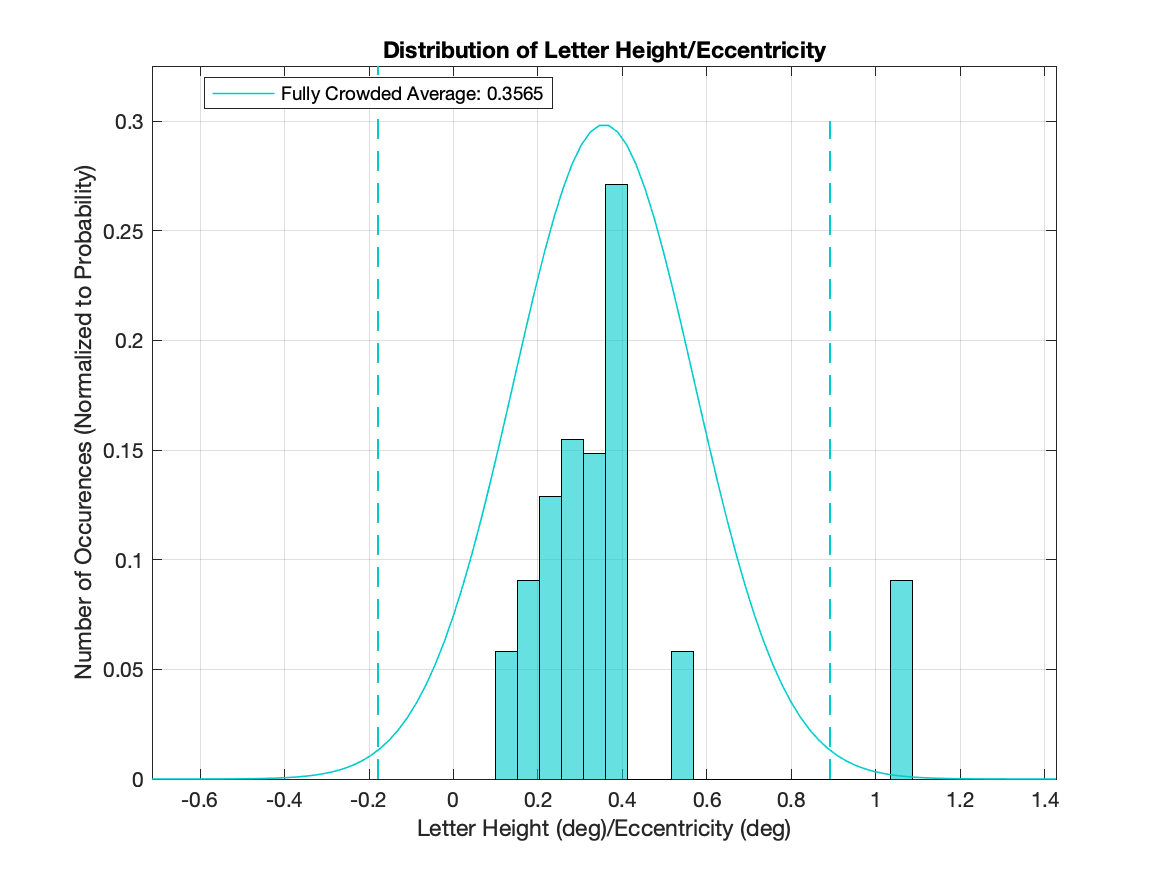 Distribution of Letter Height/Eccentricity
Fully Crowded Average: 0.3565
Number of Occurences (Normalized to Probability)
0.3
0.25
0.2
0.15
0.1
0.05
0
-0.6 -0.4 -0.2 0 0.2 0.4 0.6 0.8 1 1.2 1.4
Letter Height (deg)/Eccentricity (deg)